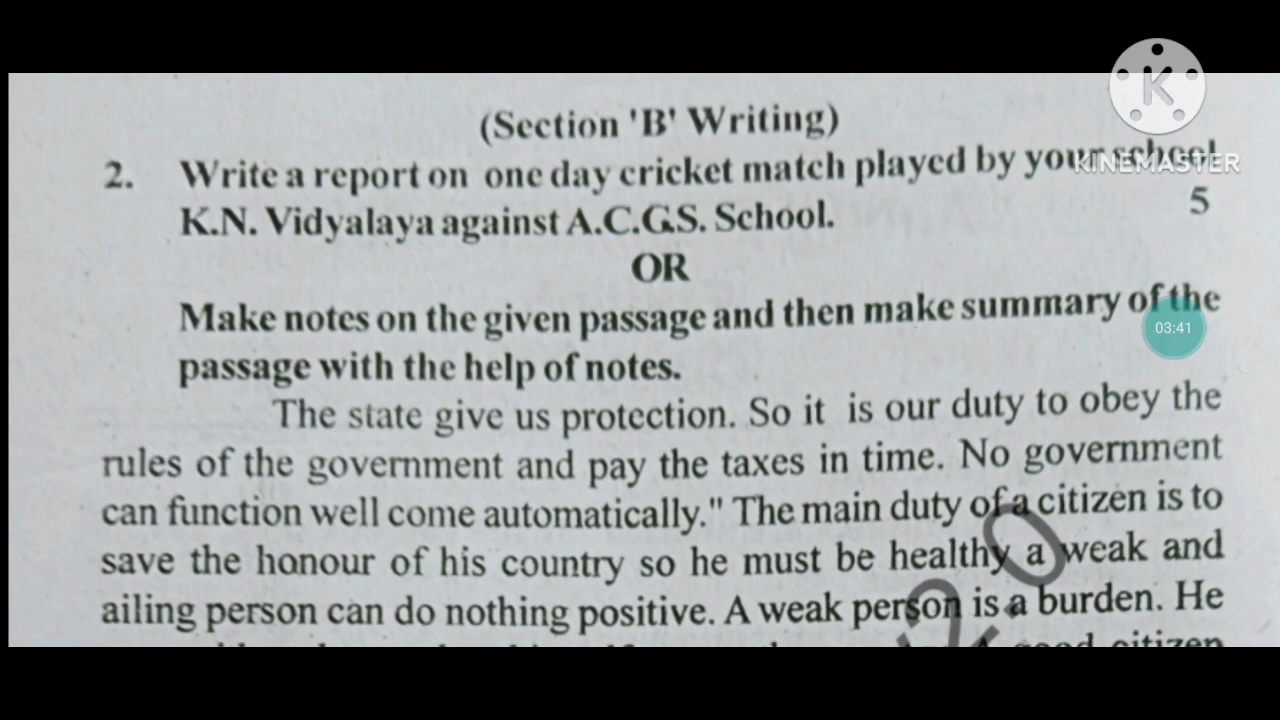 (Section 'B' Writing)
2. Write a report on one day cricket match played by your school
KINEMASTER
K.N. Vidyalaya against A.C.G.S. School. 5
OR
Make notes on the given passage and then make summary of the
03:41
passage with the help of notes.
The state give us protection. So it is our duty to obey the
rules of the government and pay the taxes in time. No government
can function well come automatically." The main duty of a citizen is to
save the honour of his country so he must be healthy a weak and
ailing person can do nothing positive. A weak person is a burden. He
2.0
A good citizen